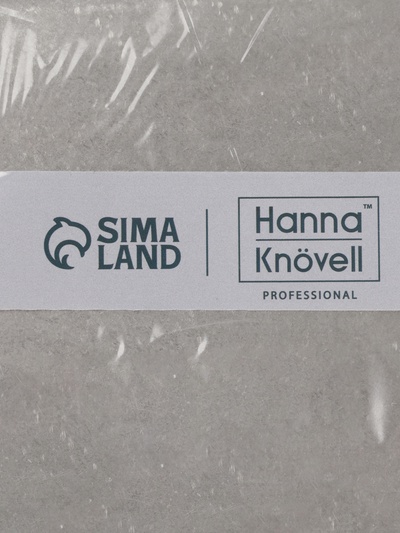 SIMA
LAND
Hanna™
Knövell
PROFESSIONAL